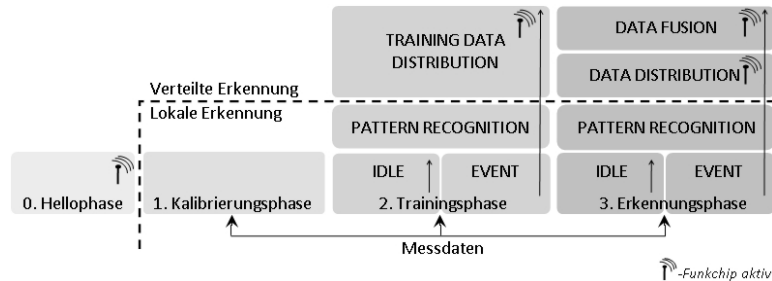 TRAINING DATA
DISTRIBUTION
DATA FUSION
DATA DISTRIBUTION
Verteilte Erkennung
Lokale Erkennung
PATTERN RECOGNITION
PATTERN RECOGNITION
IDLE
EVENT
IDLE
EVENT
0. Hellophase
1. Kalibrierungsphase
2. Trainingsphase
3. Erkennungsphase
Messdaten
-Funkchip aktiv